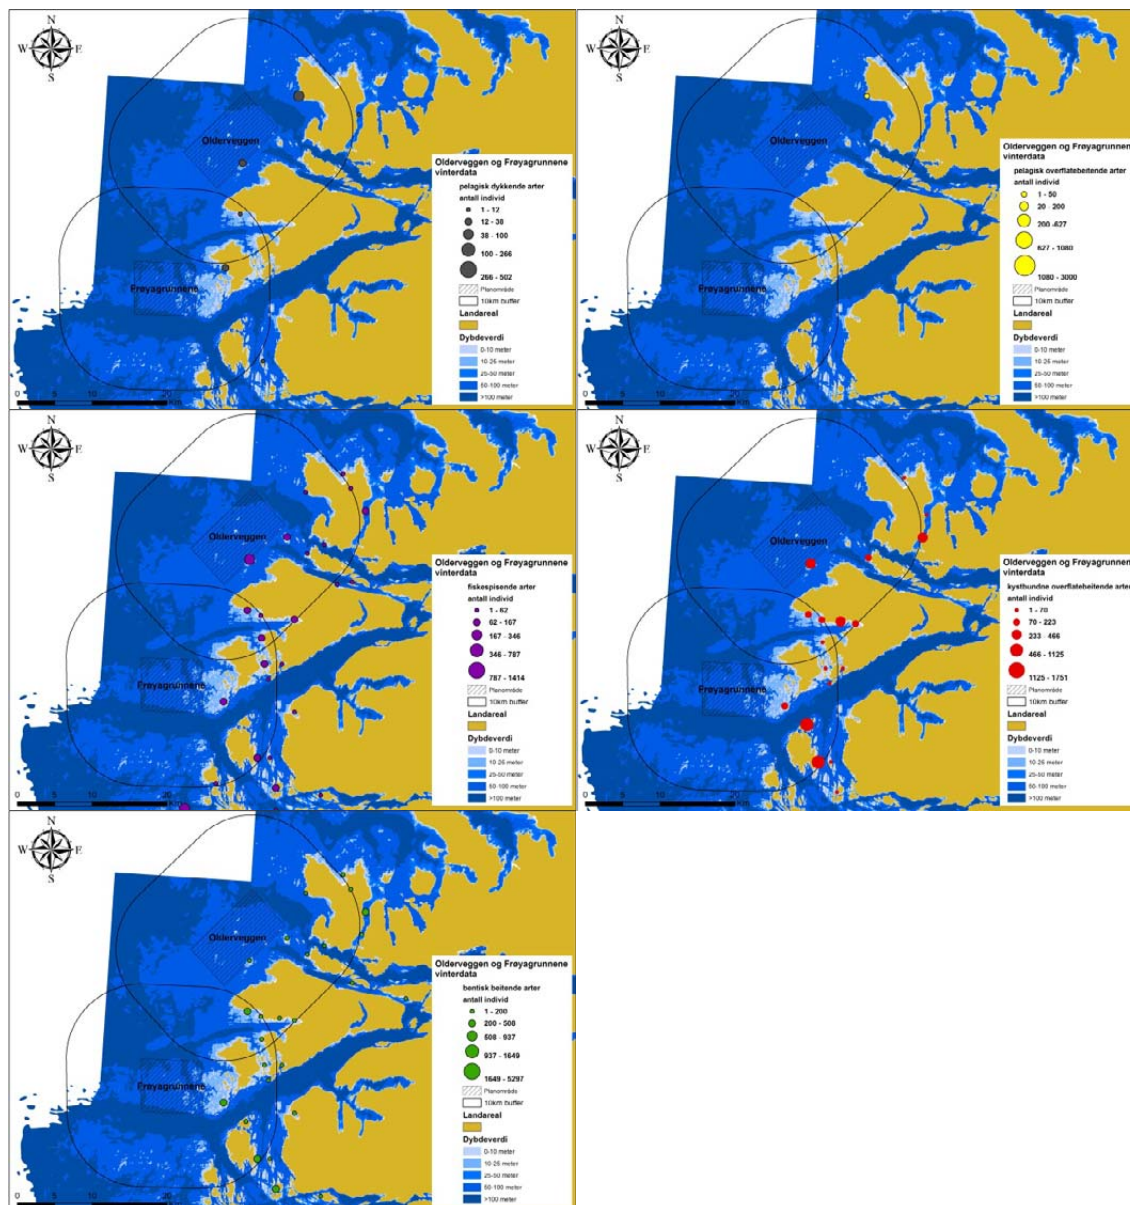 N
W E
S
Olderveggen
Frøyagrunnene
0 10 20
Km
Olderveggen og Frøyagrunnene
vinterdata
pelagisk dykkende arter
antall individ
1 - 12
12 - 38
38 - 100
100 - 266
266 - 502
Planområde
10km buffer
Landareal
Dybdeverdi
0-10 meter
10-25 meter
25-50 meter
50-100 meter
>100 meter
N
W E
S
Olderveggen
Frøyagrunnene
0 10 20
Km
Olderveggen og Frøyagrunnene
vinterdata
pelagisk overflatebeitende arter
antall individ
1 - 50
20 - 200
200 -627
627 - 1080
1080 - 3000
Planområde
10km buffer
Landareal
Dybdeverdi
0-10 meter
10-25 meter
25-50 meter
50-100 meter
>100 meter
N
W E
S
Olderveggen
Frøyagrunnene
0 10 20
Km
Olderveggen og Frøyagrunnene
vinterdata
fiskespisende arter
antall individ
1 - 62
62 - 167
167 - 346
346 - 787
787 - 1414
Planområde
10km buffer
Landareal
Dybdeverdi
0-10 meter
10-25 meter
25-50 meter
50-100 meter
>100 meter
N
W E
S
Olderveggen
Frøyagrunnene
0 10 20
Km
Olderveggen og Frøyagrunnene
vinterdata
kystbundne overflatebeitende arter
antall individ
1 - 70
70 - 223
233 - 466
466 - 1125
1125 - 1751
Planområde
10km buffer
Landareal
Dybdeverdi
0-10 meter
10-25 meter
25-50 meter
50-100 meter
>100 meter
N
W E
S
Olderveggen
Frøyagrunnene
0 10 20
Olderveggen og Frøyagrunnene
vinterdata
bentisk beitende arter
antall individ
1 - 200
200 - 508
508 - 937
937 - 1649
1649 - 5297
Planområde
10km buffer
Landareal
Dybdeverdi
0-10 meter
10-25 meter
25-50 meter
50-100 meter
>100 meter